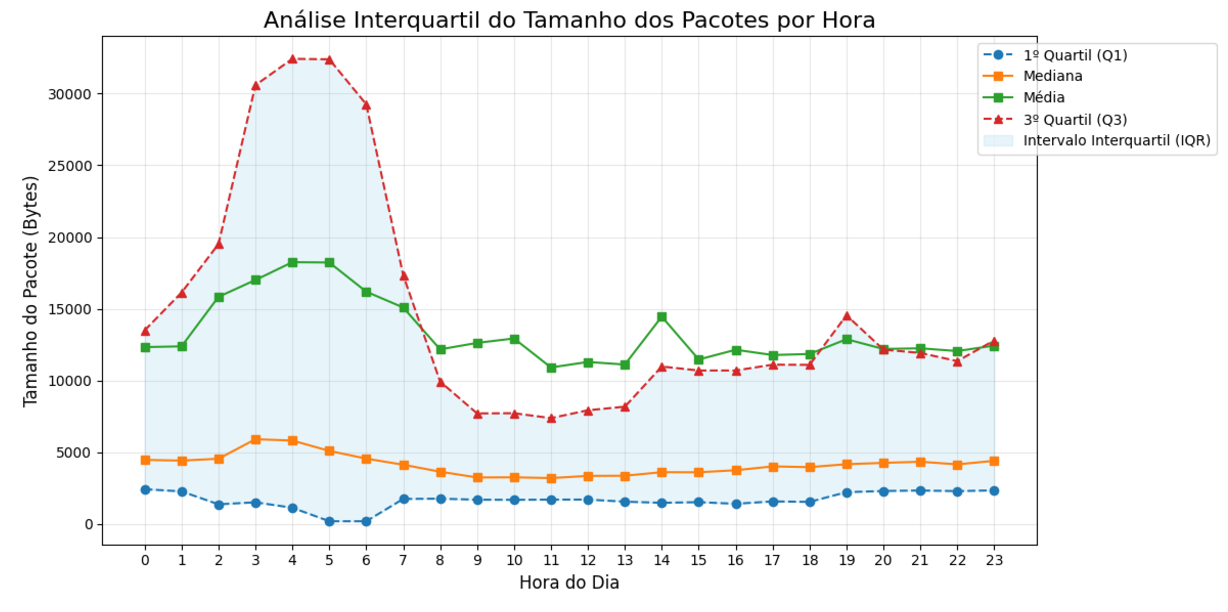 Análise Interquartil do Tamanho dos Pacotes por Hora
1º Quartil (Q1)
Mediana
Média
3º Quartil (Q3)
Intervalo Interquartil (IQR)
Tamanho do Pacote (Bytes)
30000
25000
20000
15000
10000
5000
0
0 1 2 3 4 5 6 7 8 9 10 11 12 13 14 15 16 17 18 19 20 21 22 23
Hora do Dia